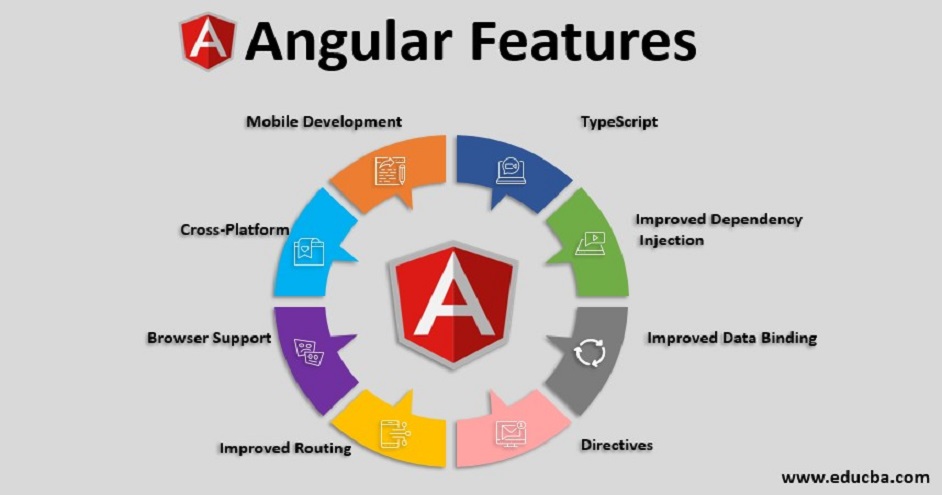 Angular Features
Mobile Development
TypeScript
Cross-Platform
Improved Dependency
Injection
Browser Support
Improved Data Binding
Improved Routing
Directives
www.educba.com